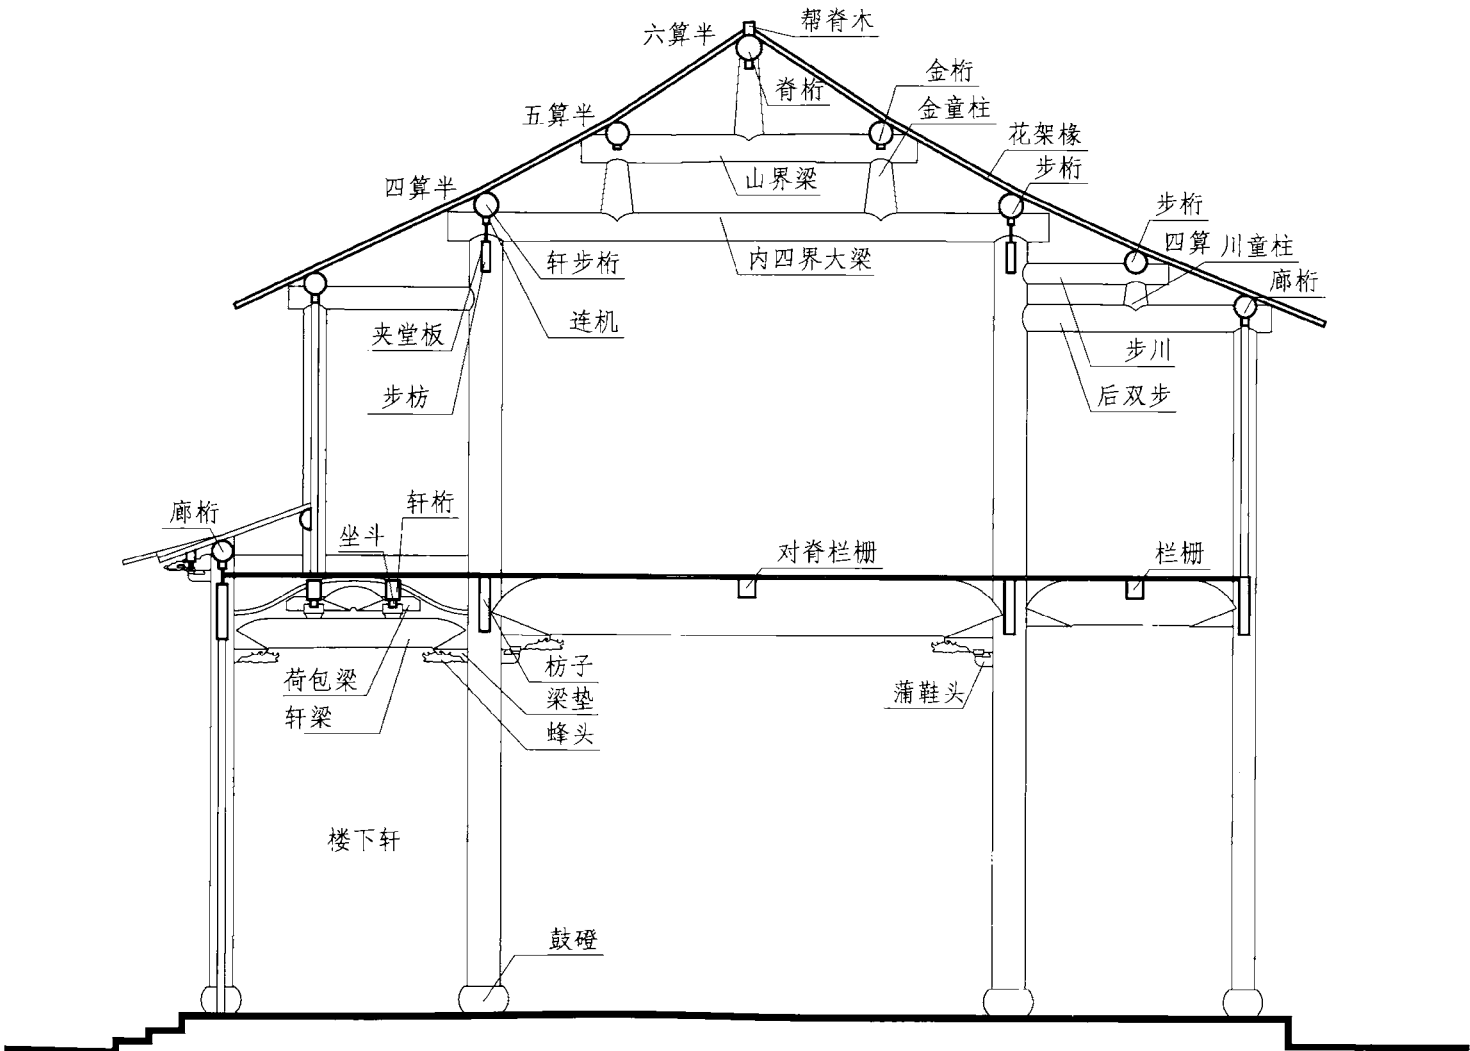 帮脊木
六算半
金桁
脊桁
金童柱
五算半
花架椽
步桁
山界梁
四算半
步桁
四算
川童柱
轩步桁
内四界大梁
廊桁
连机
夹堂板
步川
步枋
后双步
轩桁
廊桁
坐斗
对脊栏栅
栏栅
枋子
荷包梁
蒲鞋头
梁垫
轩梁
蜂头
楼下轩
鼓磴